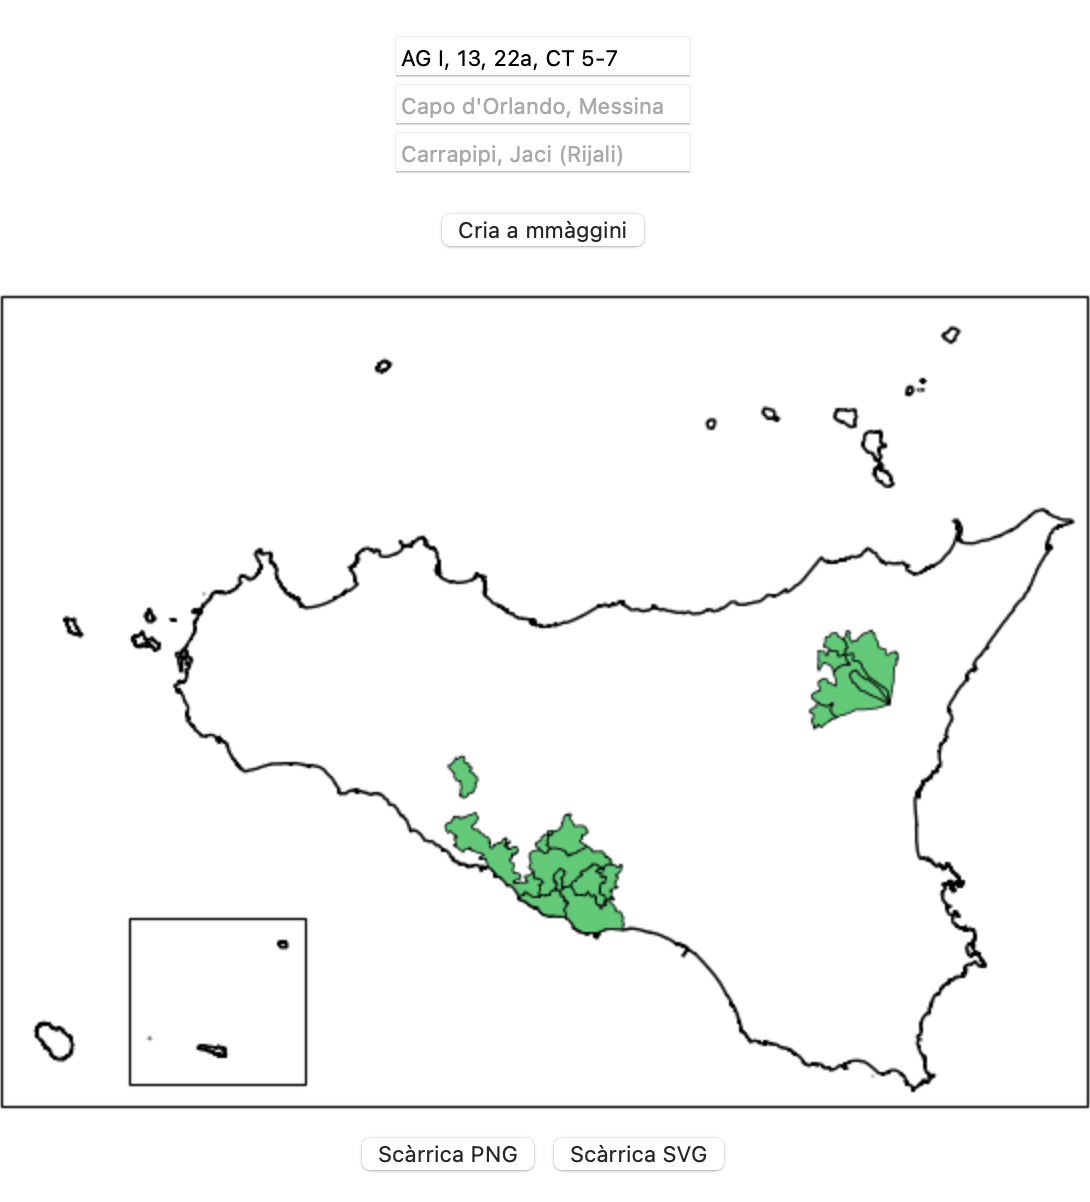 AG I, 13, 22a, CT 5-7
Capo d'Orlando, Messina
Carrapipi, Jaci (Rijali)
Cria a mmàggini
Scàrrica PNG
Scàrrica SVG